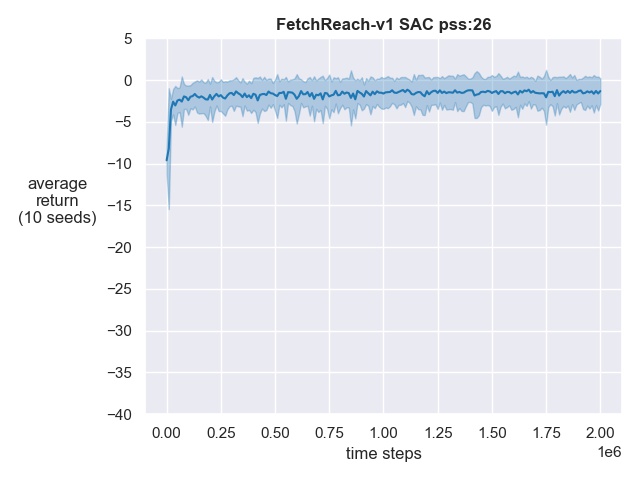 FetchReach-v1 SAC pss:26
5
0
−5
−10
−15
−20
−25
−30
−35
−40
average
return
(10 seeds)
0.00 0.25 0.50 0.75 1.00 1.25 1.50 1.75 2.00
time steps
1e6